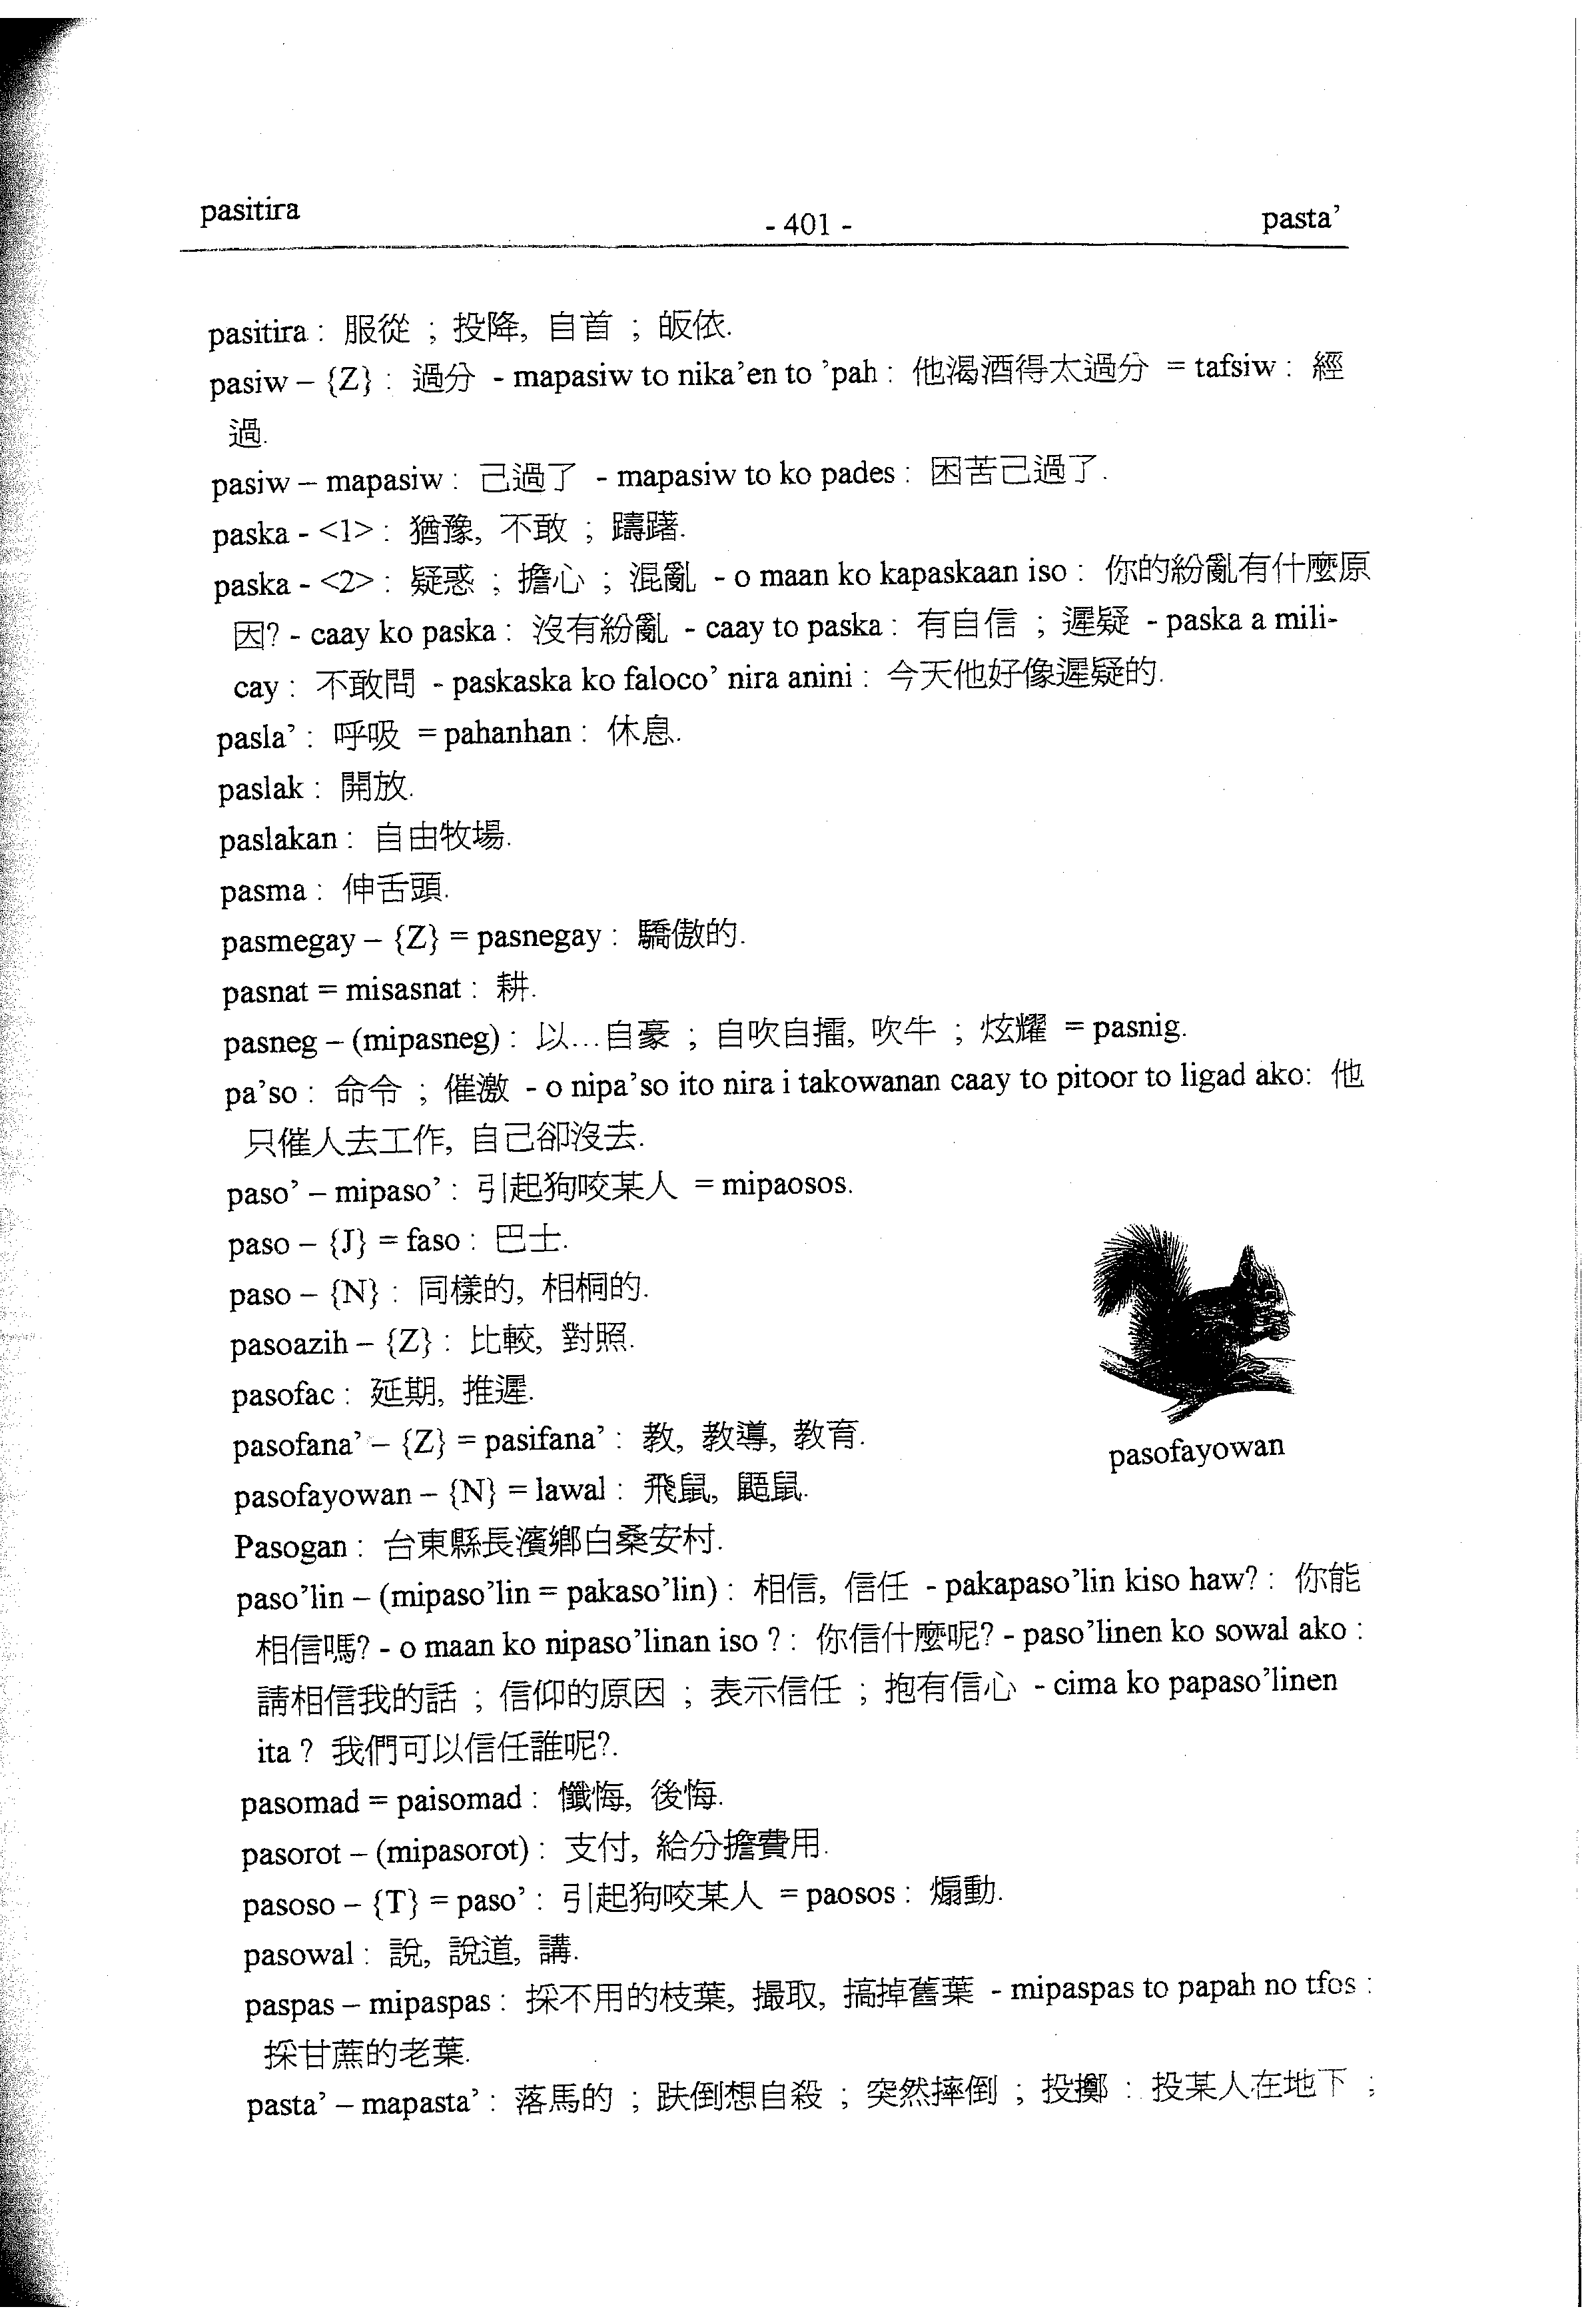 pasitira
- 401 -
pasta’
pasitira : 服從 ; 投降, 自首 ; 皈依.
pasiw – {Z} : 過分 - mapasiw to nika’en to ’pah : 他渴酒得太過分 = tafsiw : 經
過.
pasiw – mapasiw : 己過了 - mapasiw to ko pades : 困苦己過了.
paska - <1> : 猶豫, 不敢 ; 躊躇.
paska - <2> : 疑惑 ; 擔心 ; 混亂 - o maan ko kapaskaan iso : 你的紛亂有什麼原
因? - caay ko paska : 沒有紛亂 - caay to paska : 有自信 ; 遲疑 - paska a mili-
cay : 不敢問 - paskaska ko faloco’ nira anini : 今天他好像遲疑的.
pasla’ : 呼吸 = pahanhan : 休息.
paslak : 開放.
paslakan : 自由牧場.
pasma : 伸舌頭.
pasmegay – {Z} = pasnegay : 驕傲的.
pasnat = misasnat : 耕.
pasneg – (mipasneg) : 以…自豪 ; 自吹自擂, 吹牛 ; 炫耀 = pasnig.
pa’so : 命令 ; 催激 - o nipa’so ito nira i takowanan caay to pitoor to ligad ako: 他
只催人去工作, 自己卻沒去.
paso’ – mipaso’ : 引起狗咬某人 = mipaosos.
paso – {J} = faso : 巴士.
paso – {N} : 同樣的, 相桐的.
pasoazih – {Z} : 比較, 對照.
pasofac : 延期, 推遲.
pasofana’ – {Z} = pasifana’ : 教, 教導, 教育.
pasofayowan
pasofayowan – {N} = lawal : 飛鼠, 鼯鼠.
Pasogan : 台東縣長濱鄉白桑安村.
paso’lin – (mipaso’lin = pakaso’lin) : 相信, 信任 - pakapaso’lin kiso haw? : 你能
相信嗎? - o maan ko nipaso’linan iso ? : 你信什麼呢? - paso’linen ko sowal ako :
請相信我的話 ; 信仰的原因 ; 表示信任 ; 抱有信心 - cima ko papaso’linen
ita ? 我們可以信任誰呢?.
pasomad = paisomad : 懺悔, 後悔.
pasorot – (mipasorot) : 支付, 給分擔費用.
pasoso – {T} = paso’ : 引起狗咬某人 = paosos : 煽動.
pasowal : 說, 說道, 講.
paspas – mipaspas : 採不用的枝葉, 撮取, 搞掉舊葉 - mipaspas to papah no tfos :
採甘蔗的老葉.
pasta’ – mapasta’ : 落馬的 ; 趺倒想自殺 ; 突然摔倒 ; 投擲 : 投某人在地下 ;